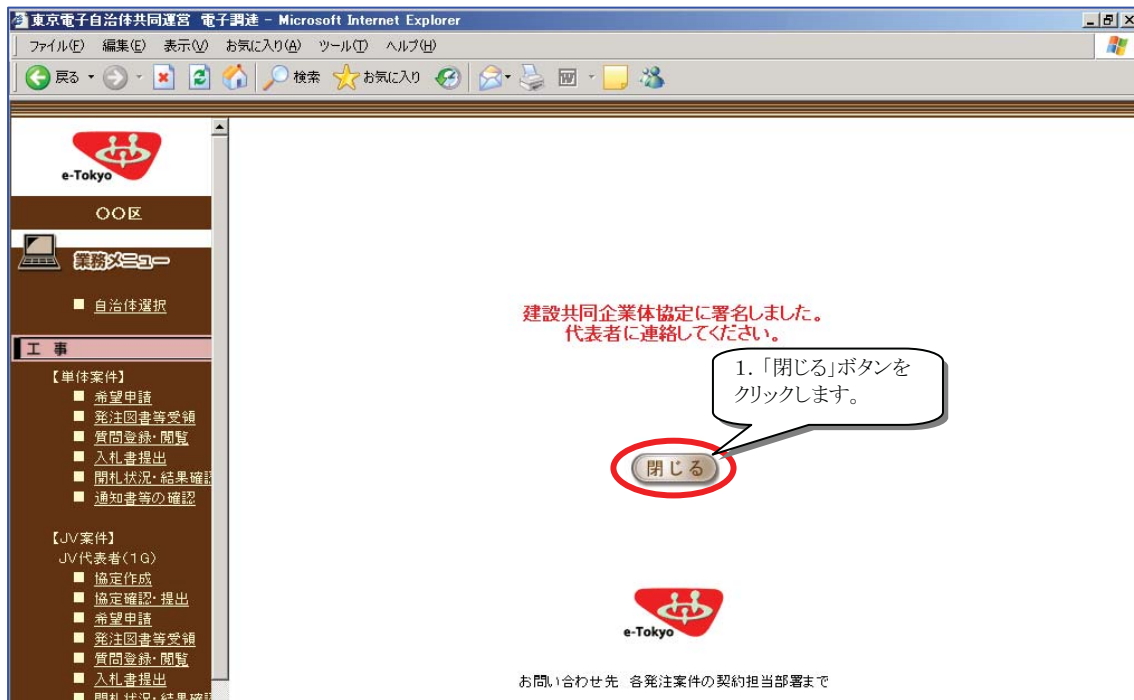 東京電子自治体共同運営 電子調達 - Microsoft Internet Explorer
ファイル(F) 編集(E) 表示(V) お気に入り(A) ツール(T) ヘルプ(H)
戻る 検索 お気に入り
e-Tokyo
〇〇区
業務メニュー
■ 自治体選択
工 事
【単体案件】
■ 希望申請
■ 発注図書等受領
■ 質問登録・閲覧
■ 入札書提出
■ 開札状況・結果確認
■ 通知書等の確認
【JV案件】
JV代表者(1G)
■ 協定作成
■ 協定確認・提出
■ 希望申請
■ 発注図書等受領
■ 質問登録・閲覧
■ 入札書提出
■ 開札状況・結果確認
建設共同企業体協定に署名しました。
代表者に連絡してください。
1.「閉じる」ボタンを
クリックします。
閉じる
e-Tokyo
お問い合わせ先 各発注案件の契約担当部署まで